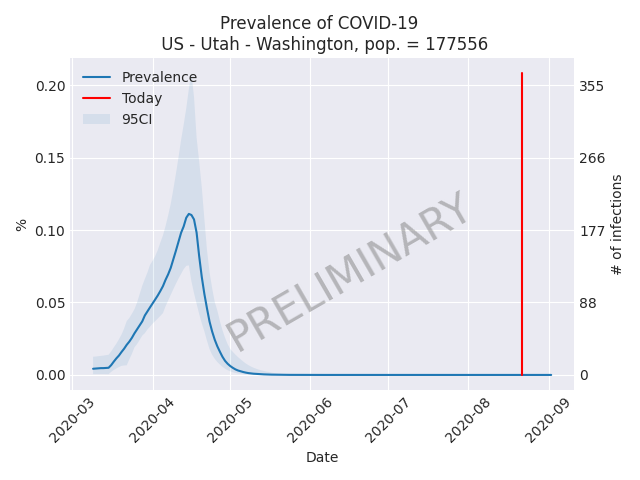 Prevalence of COVID-19
US - Utah - Washington, pop. = 177556
Prevalence
Today
95CI
0.20
0.15
0.10
0.05
0.00
%
355
266
177
88
0
# of infections
PRELIMINARY
2020-03
2020-04
2020-05
2020-06
2020-07
2020-08
2020-09
Date